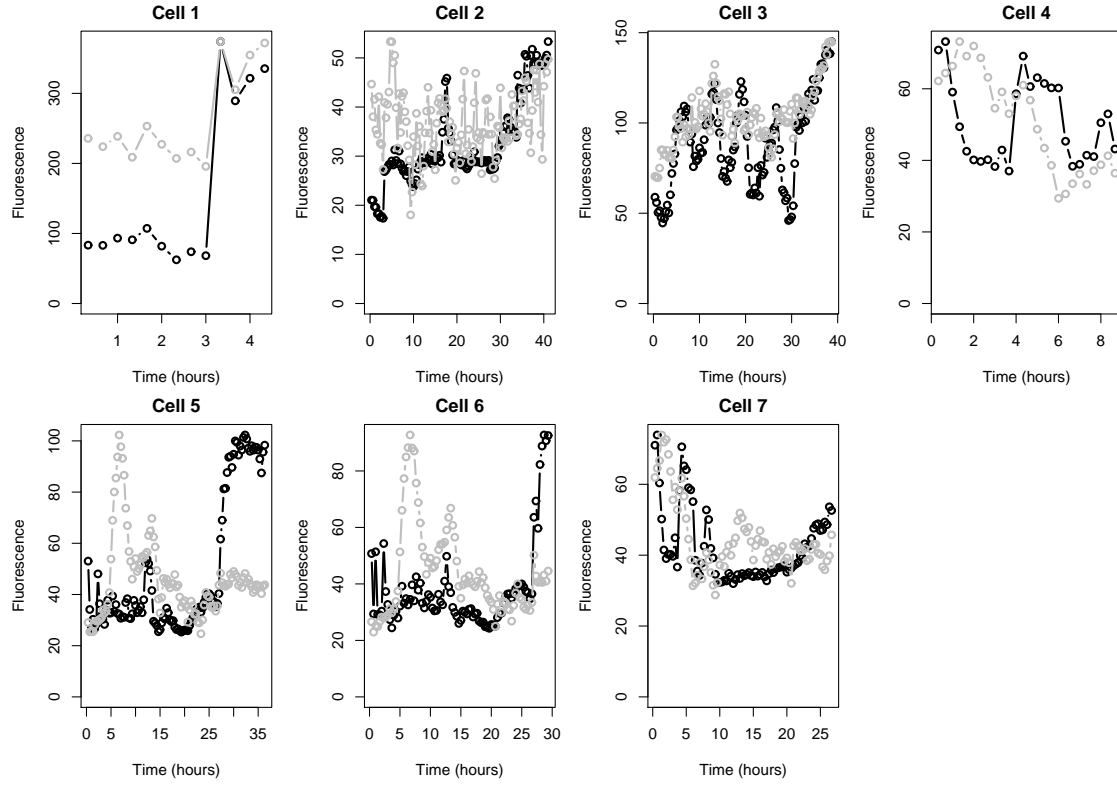 Cell 1
Fluorescence
0 100 200 300
1 2 3 4
Time (hours)
Cell 2
Fluorescence
0 10 20 30 40 50
0 10 20 30 40
Time (hours)
Cell 3
Fluorescence
0 50 100 150
0 10 20 30 40
Time (hours)
Cell 4
Fluorescence
0 20 40 60
0 2 4 6 8
Time (hours)
Cell 5
Fluorescence
0 20 40 60 80 100
0 5 15 25 35
Time (hours)
Cell 6
Fluorescence
0 20 40 60 80
0 5 10 15 20 25 30
Time (hours)
Cell 7
Fluorescence
0 20 40 60
0 5 10 15 20 25
Time (hours)